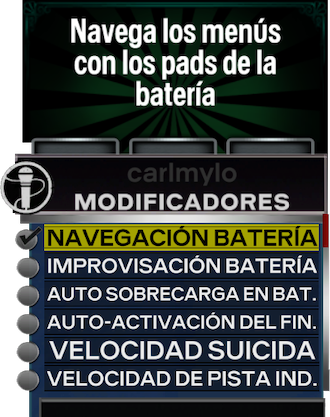 Navega los menús
con los pads de la
batería
carlmylo
MODIFICADORES
NAVEGACIÓN BATERÍA
IMPROVISACIÓN BATERÍA
AUTO SOBRECARGA EN BAT.
AUTO-ACTIVACIÓN DEL FIN.
VELOCIDAD SUICIDA
VELOCIDAD DE PISTA IND.